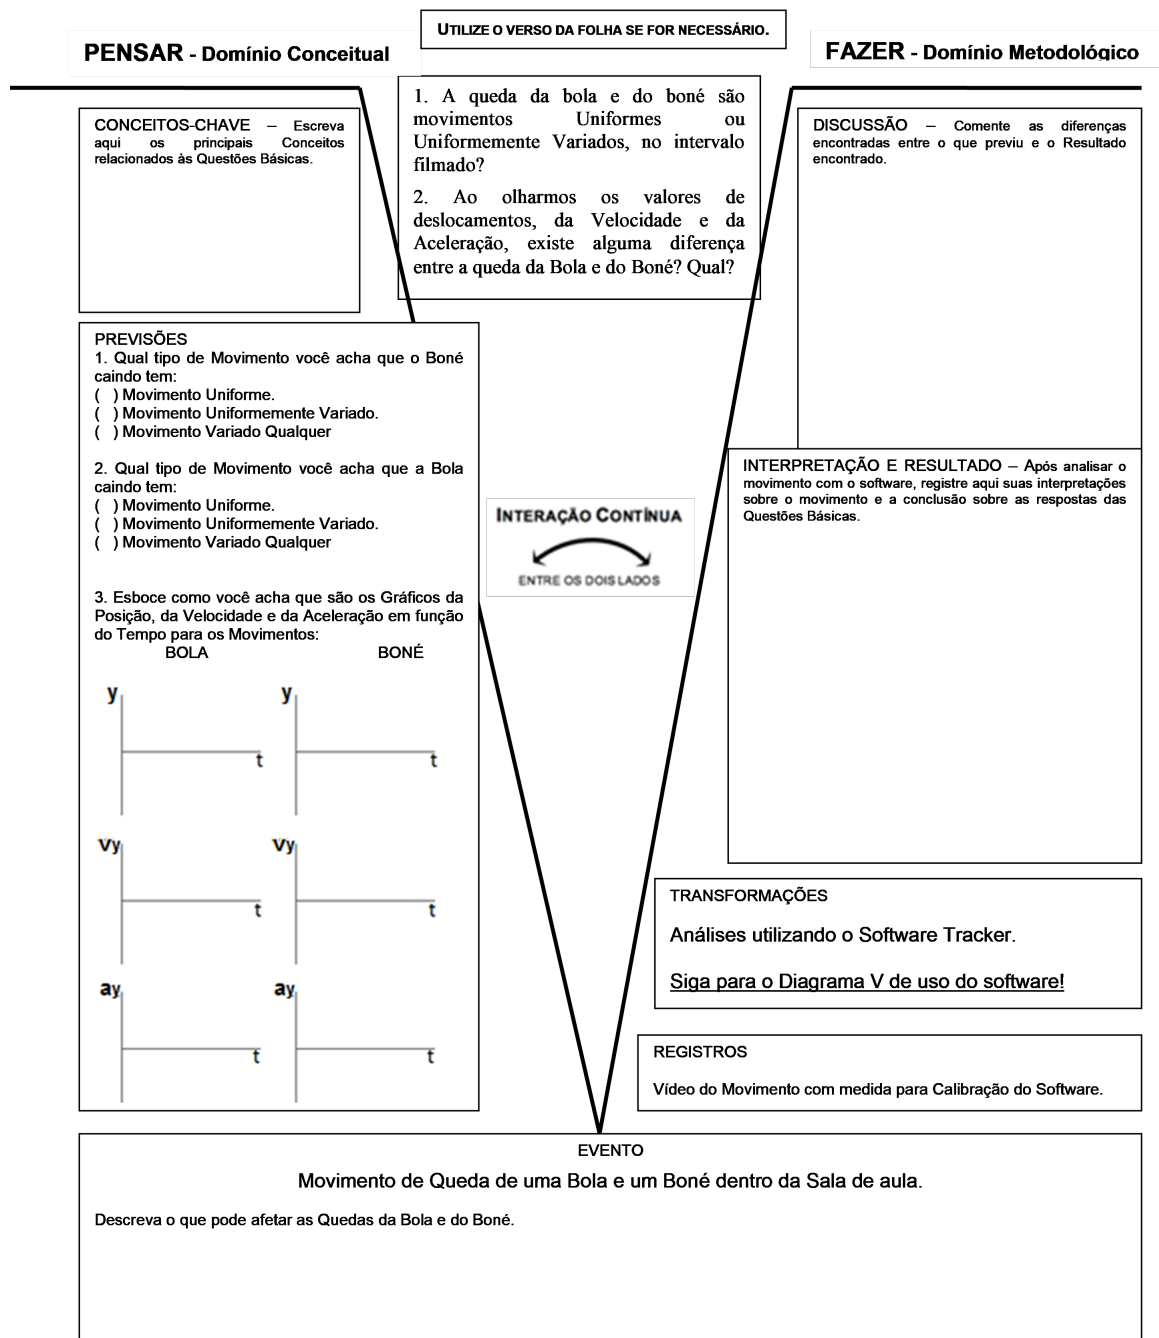 UTILIZE O VERSO DA FOLHA SE FOR NECESSÁRIO.
PENSAR - Domínio Conceitual
FAZER - Domínio Metodológico
1. A queda da bola e do boné são
movimentos Uniformes ou
Uniformemente Variados, no intervalo
filmado?
2. Ao olharmos os valores de
deslocamentos, da Velocidade e da
Aceleração, existe alguma diferença
entre a queda da Bola e do Boné? Qual?
CONCEITOS-CHAVE – Escreva
aqui os principais Conceitos
relacionados às Questões Básicas.
PREVISÕES
1. Qual tipo de Movimento você acha que o Boné
caindo tem:
( ) Movimento Uniforme.
( ) Movimento Uniformemente Variado.
( ) Movimento Variado Qualquer
2. Qual tipo de Movimento você acha que a Bola
caindo tem:
( ) Movimento Uniforme.
( ) Movimento Uniformemente Variado.
( ) Movimento Variado Qualquer
3. Esboce como você acha que são os Gráficos da
Posição, da Velocidade e da Aceleração em função
do Tempo para os Movimentos:
BOLA BONÉ
y y
t t
Vy Vy
t t
ay ay
t t
INTERAÇÃO CONTÍNUA
ENTRE OS DOIS LADOS
DISCUSSÃO – Comente as diferenças
encontradas entre o que previu e o Resultado
encontrado.
INTERPRETAÇÃO E RESULTADO – Após analisar o
movimento com o software, registre aqui suas interpretações
sobre o movimento e a conclusão sobre as respostas das
Questões Básicas.
TRANSFORMAÇÕES
Análises utilizando o Software Tracker.
Siga para o Diagrama V de uso do software!
REGISTROS
Vídeo do Movimento com medida para Calibração do Software.
EVENTO
Movimento de Queda de uma Bola e um Boné dentro da Sala de aula.
Descreva o que pode afetar as Quedas da Bola e do Boné.